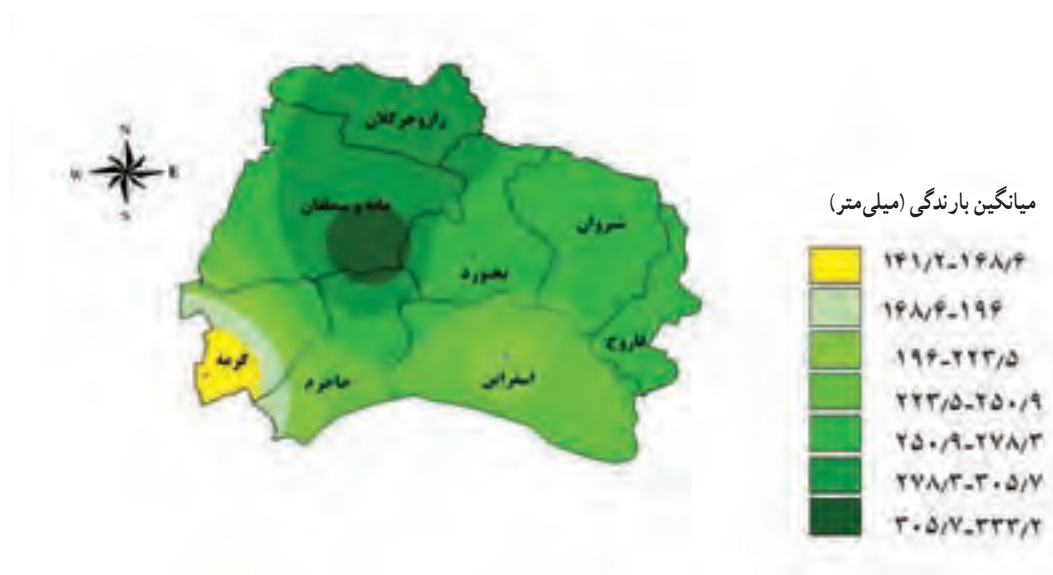 N
W
E
S
راز و جرگلان
مانه و سملقان
شیروان
بجنورد
فاروج
گرمه
جاجرم
اسفراین
میانگین بارندگی (میلی‌متر)
۱۴۱/۲-۱۶۸/۶
۱۶۸/۶-۱۹۶
۱۹۶-۲۲۳/۵
۲۲۳/۵-۲۵۰/۹
۲۵۰/۹-۲۷۸/۳
۲۷۸/۳-۳۰۵/۷
۳۰۵/۷-۳۳۳/۲